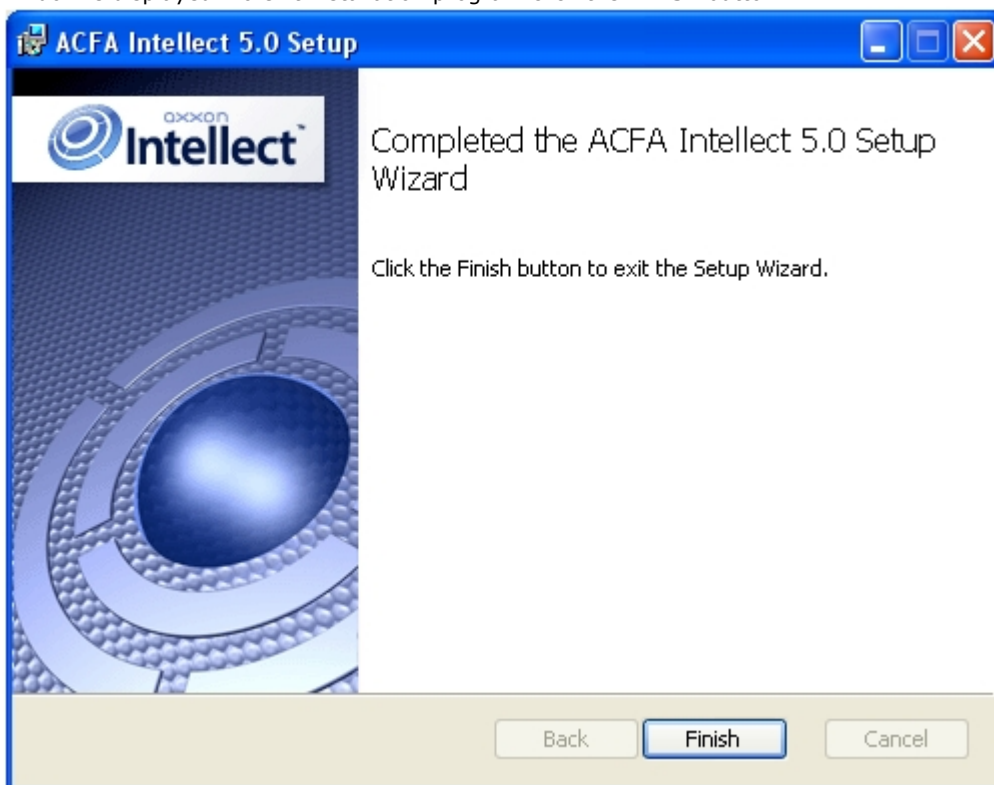 ACFA Intellect 5.0 Setup
axxon
Intellect™
Completed the ACFA Intellect 5.0 Setup
Wizard
Click the Finish button to exit the Setup Wizard.
Back Finish Cancel